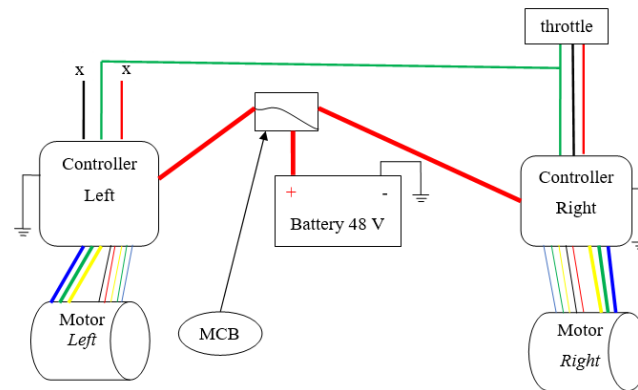 throttle
x x
Controller
Left
+ -
Battery 48 V
Controller
Right
MCB
Motor
Left
Motor
Right